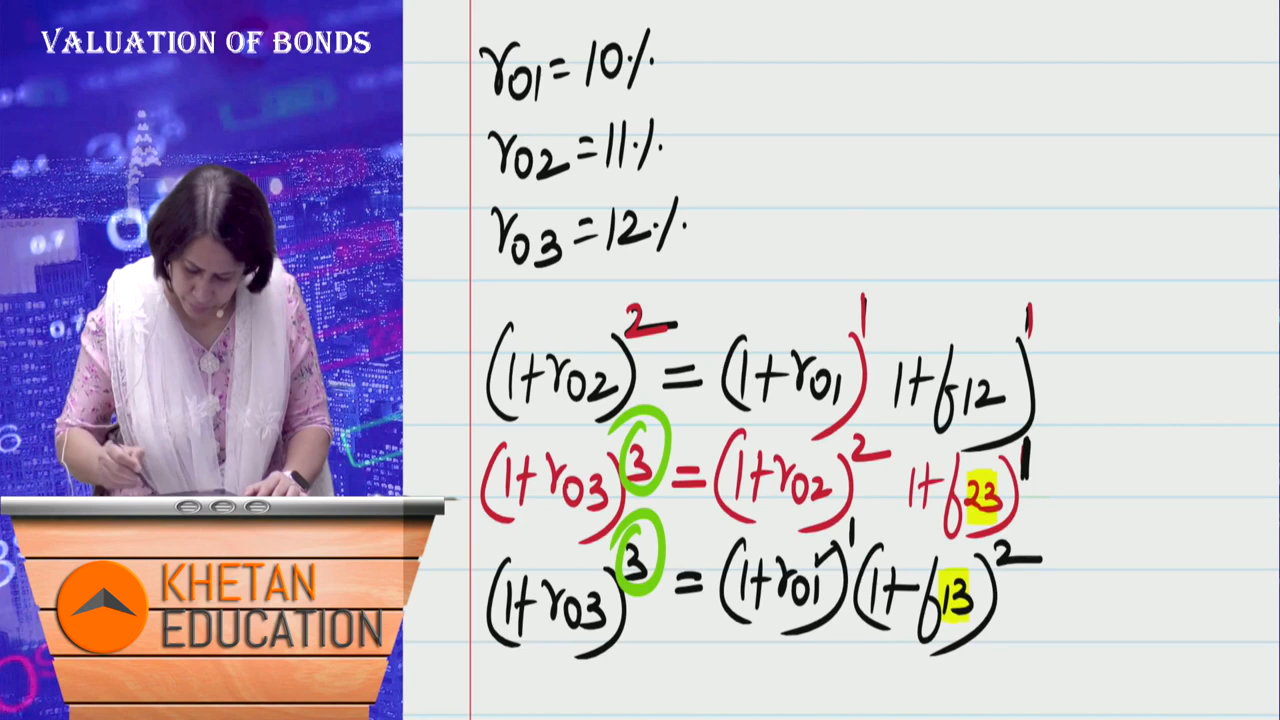 VALUATION OF BONDS
r01 = 10%
r02 = 11%
r03 = 12%
(1+r02)² = (1+r01)¹ 1+f12)¹
(1+r03)³ = (1+r02)² 1+f23)¹
(1+r03)³ = (1+r01)¹ (1+f13)²
KHETAN
EDUCATION